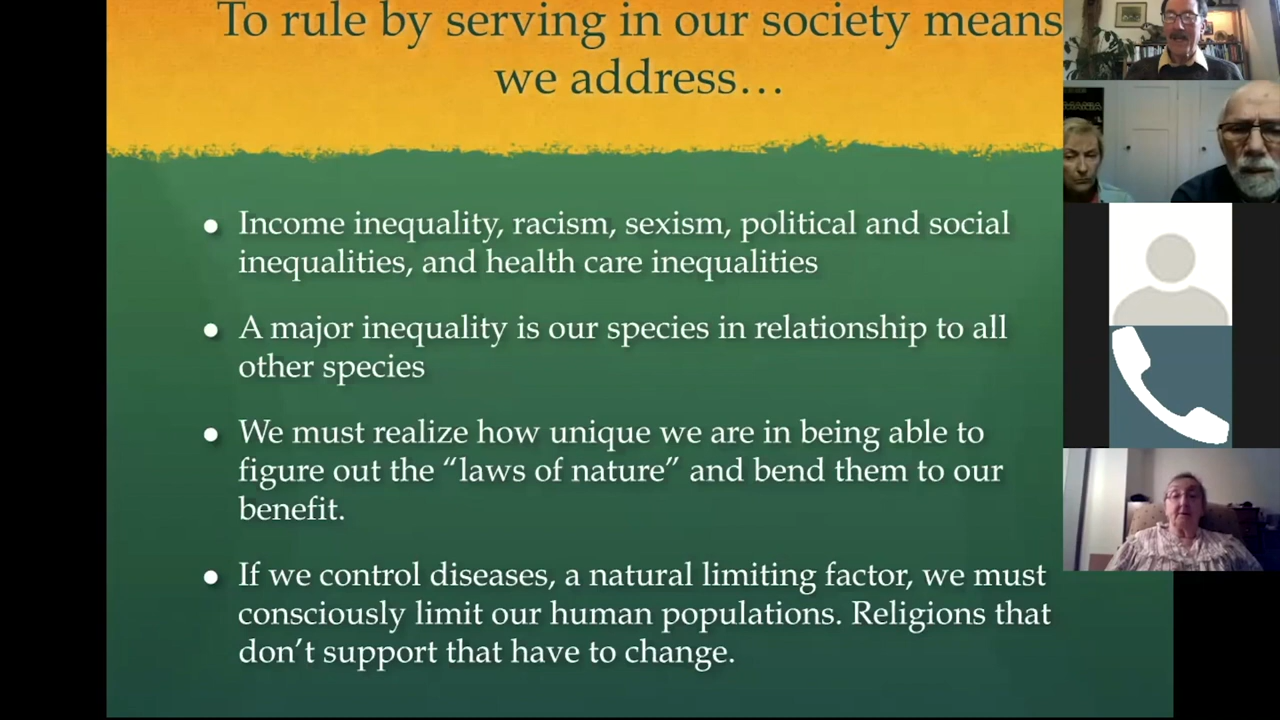 To rule by serving in our society means
we address…
● Income inequality, racism, sexism, political and social
inequalities, and health care inequalities
● A major inequality is our species in relationship to all
other species
● We must realize how unique we are in being able to
figure out the “laws of nature” and bend them to our
benefit.
● If we control diseases, a natural limiting factor, we must
consciously limit our human populations. Religions that
don’t support that have to change.